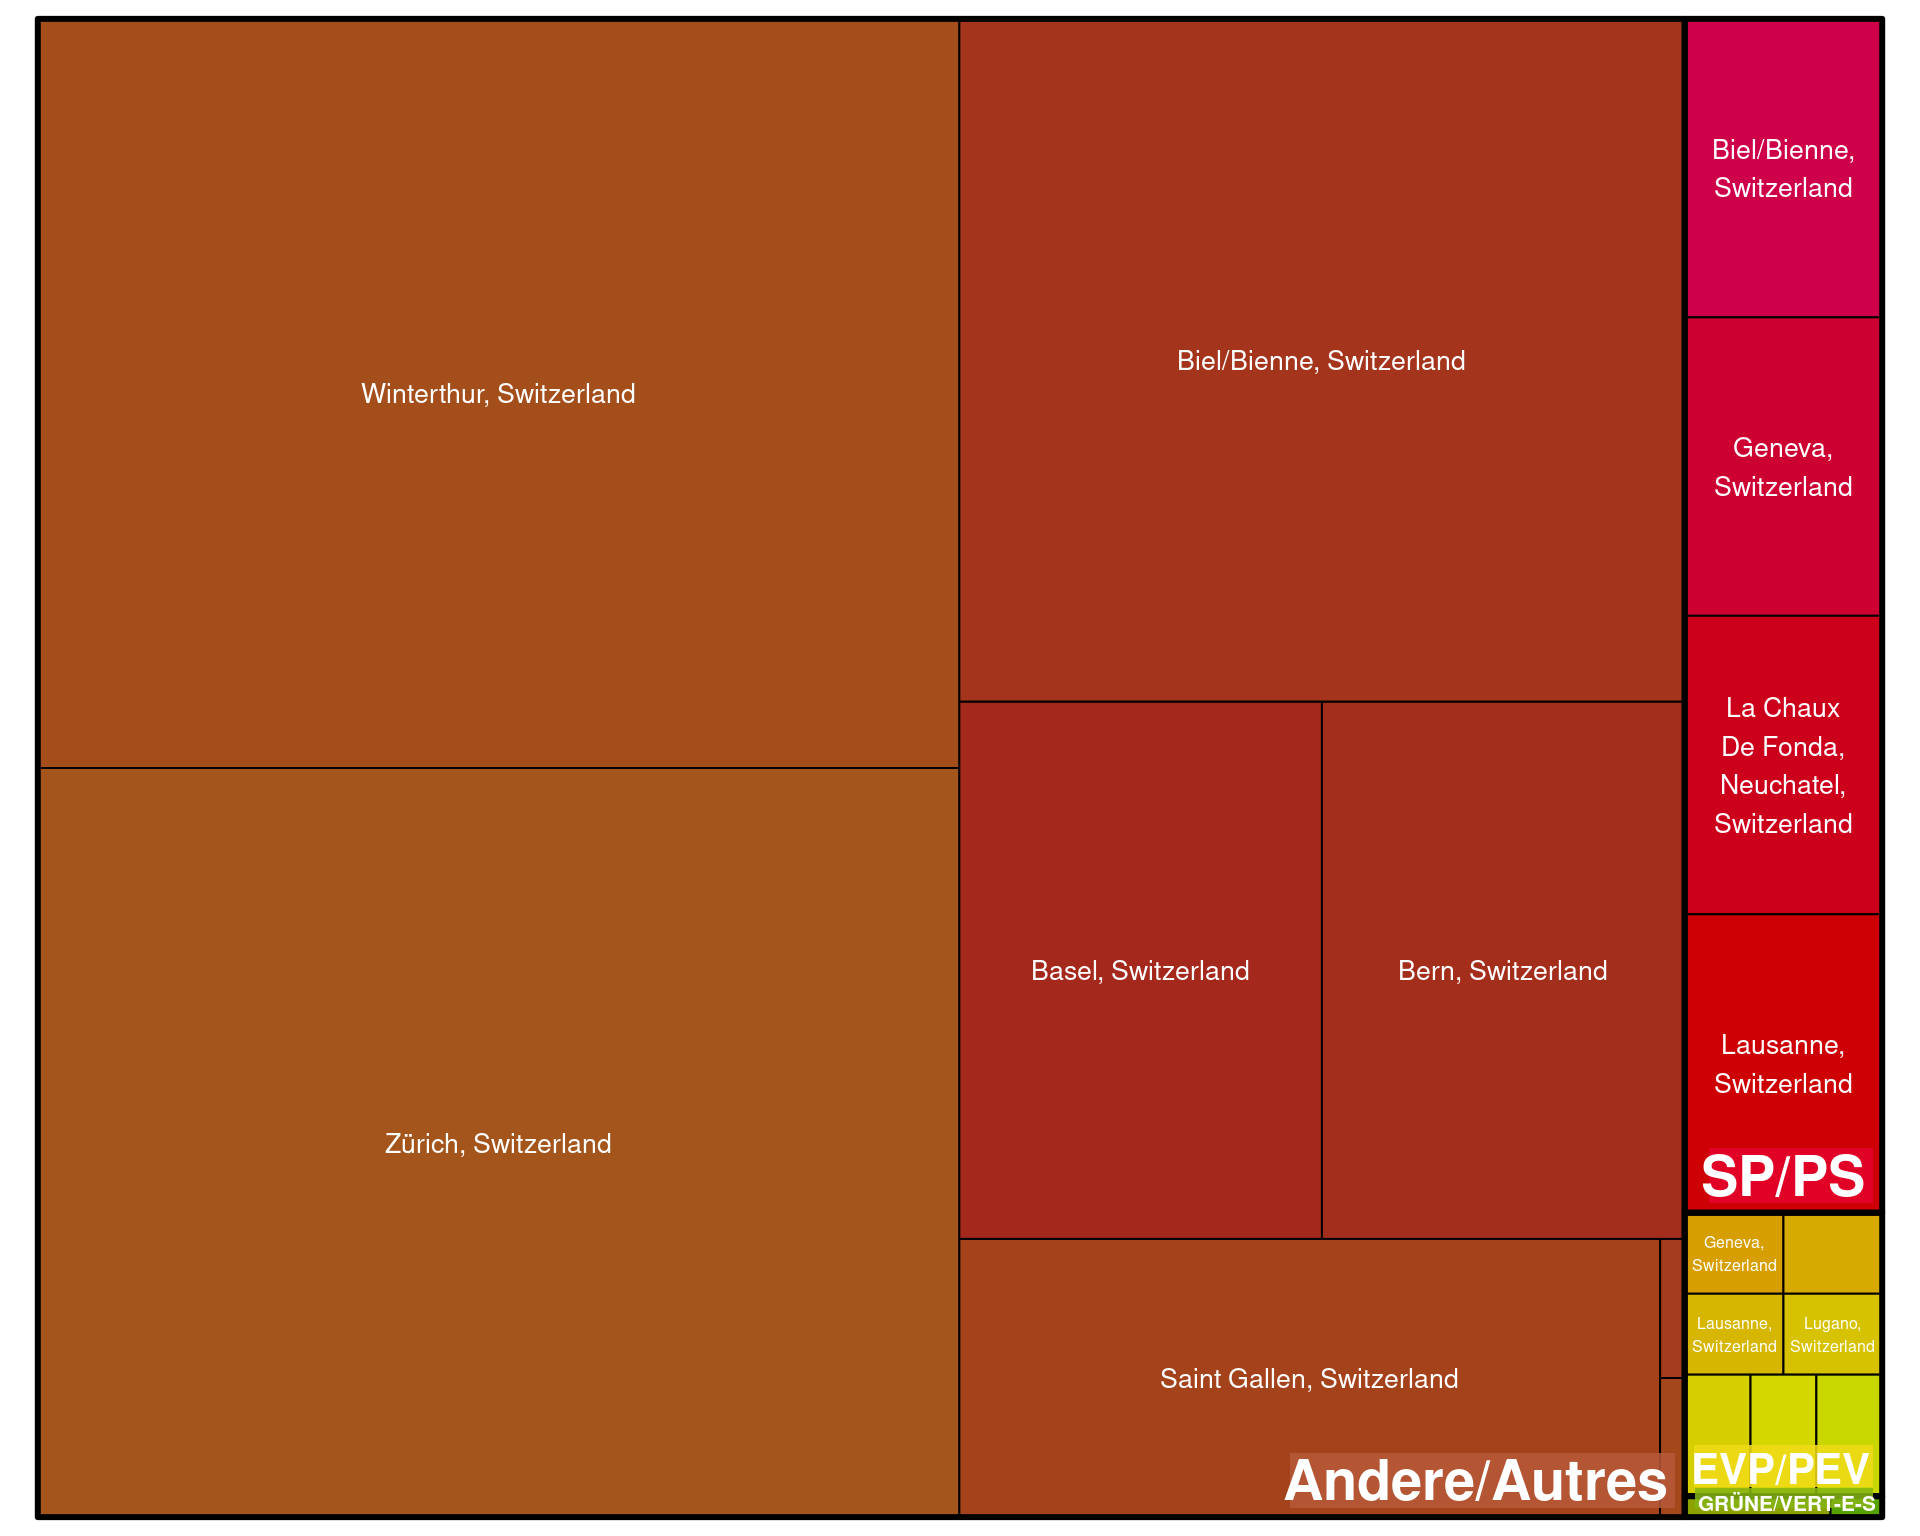 Winterthur, Switzerland
Zürich, Switzerland
Biel/Bienne, Switzerland
Basel, Switzerland
Bern, Switzerland
Saint Gallen, Switzerland
Andere/Autres
Biel/Bienne,
Switzerland
Geneva,
Switzerland
La Chaux
De Fonda,
Neuchatel,
Switzerland
Lausanne,
Switzerland
SP/PS
Geneva,
Switzerland
Lausanne,
Switzerland
Lugano,
Switzerland
EVP/PEV
GRÜNE/VERT-E-S